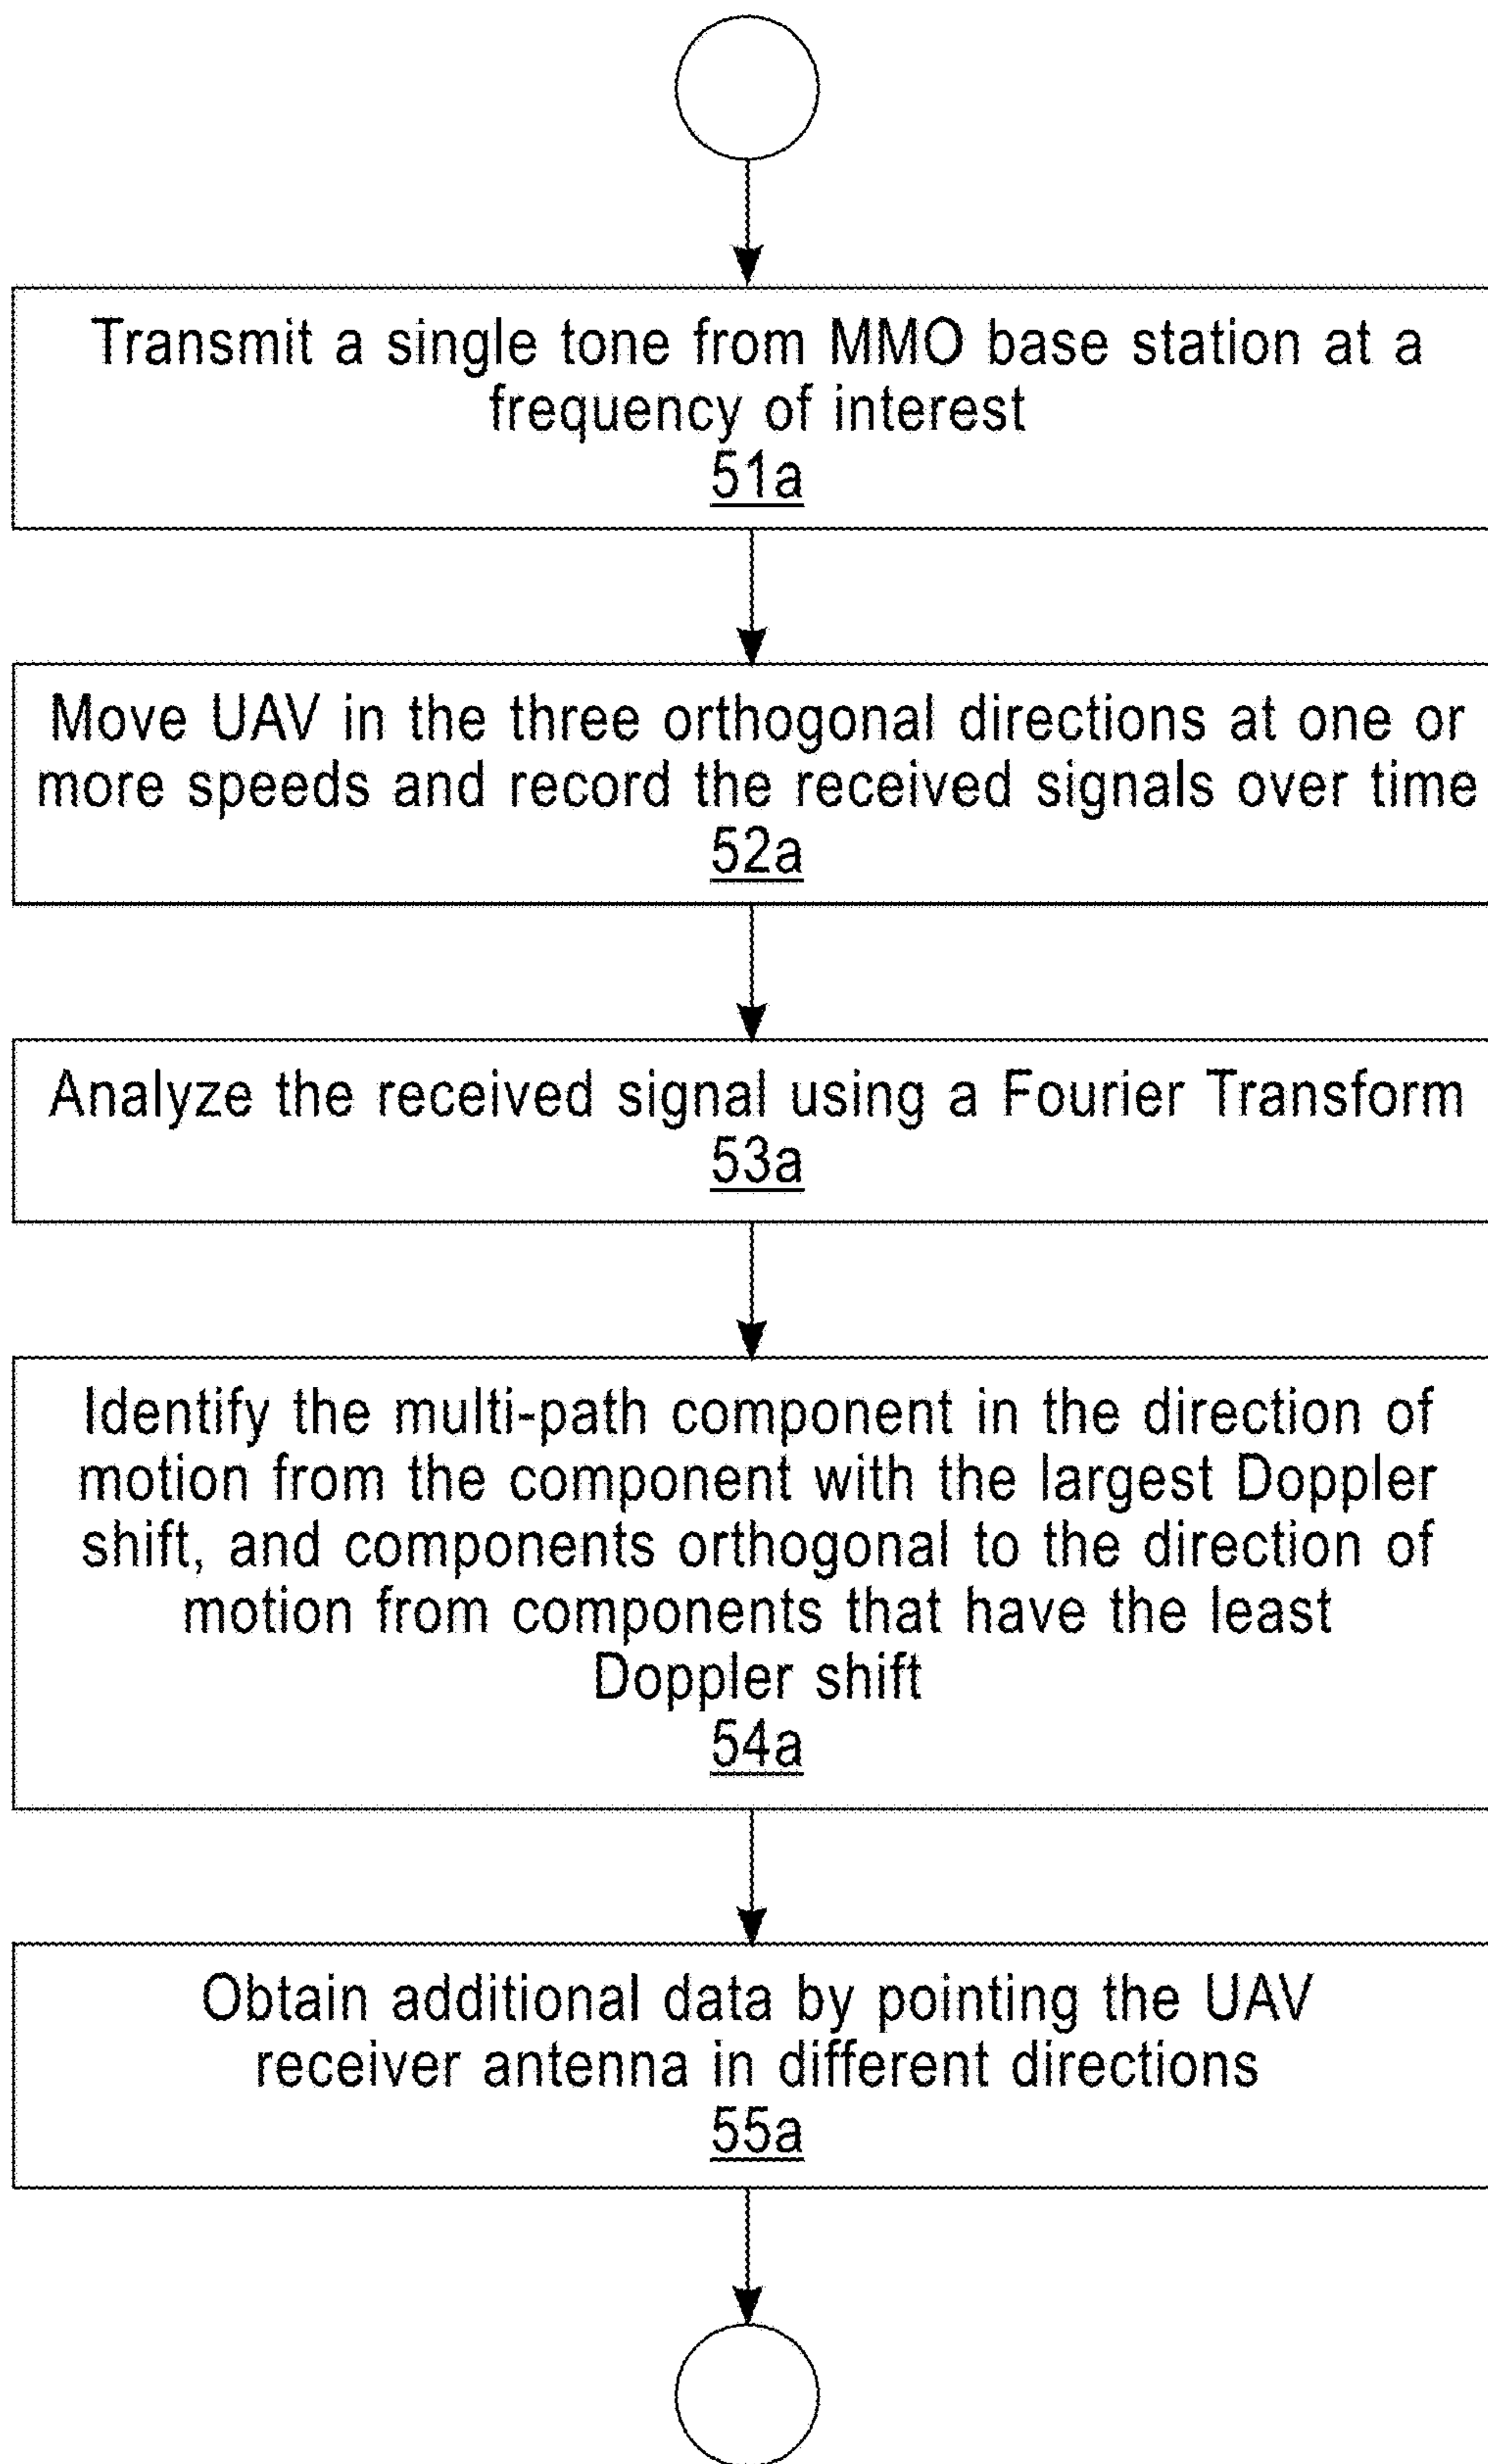 Transmit a single tone from MMO base station at a
frequency of interest
51a
Move UAV in the three orthogonal directions at one or
more speeds and record the received signals over time
52a
Analyze the received signal using a Fourier Transform
53a
Identify the multi-path component in the direction of
motion from the component with the largest Doppler
shift, and components orthogonal to the direction of
motion from components that have the least
Doppler shift
54a
Obtain additional data by pointing the UAV
receiver antenna in different directions
55a